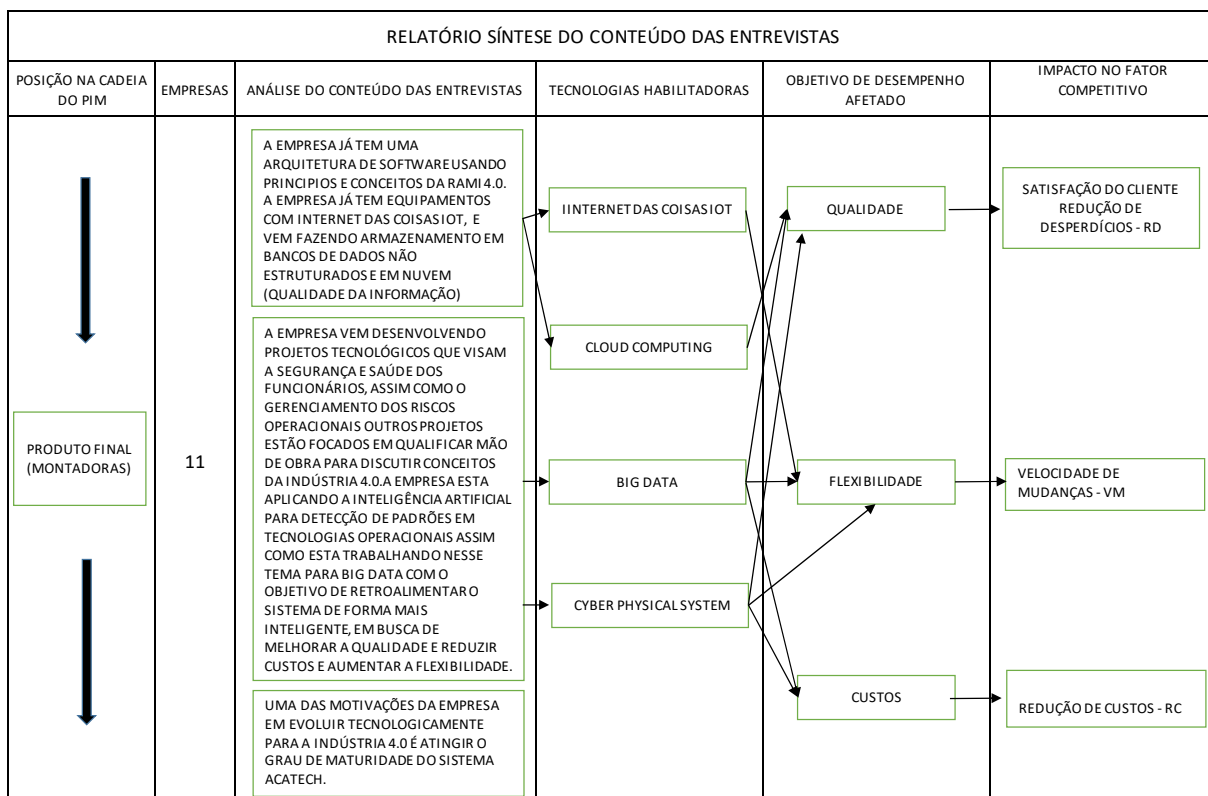 RELATÓRIO SÍNTESE DO CONTEÚDO DAS ENTREVISTAS
POSIÇÃO NA CADEIA
DO PIM
EMPRESAS
ANÁLISE DO CONTEÚDO DAS ENTREVISTAS
TECNOLOGIAS HABILITADORAS
OBJETIVO DE DESEMPENHO
AFETADO
IMPACTO NO FATOR
COMPETITIVO
PRODUTO FINAL
(MONTADORAS)
11
A EMPRESA JÁ TEM UMA
ARQUITETURA DE SOFTWARE USANDO
PRINCIPIOS E CONCEITOS DA RAMI 4.0.
A EMPRESA JÁ TEM EQUIPAMENTOS
COM INTERNET DAS COISAS IOT, E
VEM FAZENDO ARMAZENAMENTO EM
BANCOS DE DADOS NÃO
ESTRUTURADOS E EM NUVEM
(QUALIDADE DA INFORMAÇÃO)
A EMPRESA VEM DESENVOLVENDO
PROJETOS TECNOLÓGICOS QUE VISAM
A SEGURANÇA E SAÚDE DOS
FUNCIONÁRIOS, ASSIM COMO O
GERENCIAMENTO DOS RISCOS
OPERACIONAIS OUTROS PROJETOS
ESTÃO FOCADOS EM QUALIFICAR MÃO
DE OBRA PARA DISCUTIR CONCEITOS
DA INDÚSTRIA 4.0.A EMPRESA ESTA
APLICANDO A INTELIGÊNCIA ARTIFICIAL
PARA DETECÇÃO DE PADRÕES EM
TECNOLOGIAS OPERACIONAIS ASSIM
COMO ESTA TRABALHANDO NESSE
TEMA PARA BIG DATA COM O
OBJETIVO DE RETROALIMENTAR O
SISTEMA DE FORMA MAIS
INTELIGENTE, EM BUSCA DE
MELHORAR A QUALIDADE E REDUZIR
CUSTOS E AUMENTAR A FLEXIBILIDADE.
UMA DAS MOTIVAÇÕES DA EMPRESA
EM EVOLUIR TECNOLOGICAMENTE
PARA A INDÚSTRIA 4.0 É ATINGIR O
GRAU DE MATURIDADE DO SISTEMA
ACATECH.
IINTERNET DAS COISAS IOT
CLOUD COMPUTING
BIG DATA
CYBER PHYSICAL SYSTEM
QUALIDADE
FLEXIBILIDADE
CUSTOS
SATISFAÇÃO DO CLIENTE
REDUÇÃO DE
DESPERDÍCIOS - RD
VELOCIDADE DE
MUDANÇAS - VM
REDUÇÃO DE CUSTOS - RC